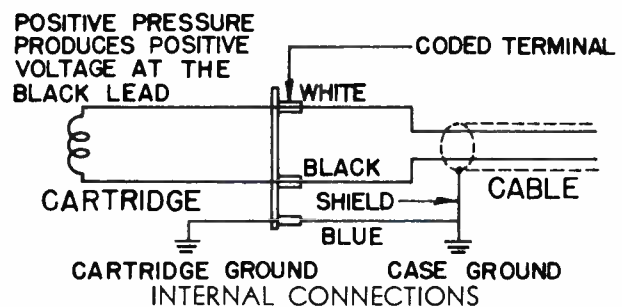 POSITIVE PRESSURE
PRODUCES POSITIVE
VOLTAGE AT THE
BLACK LEAD
CODED TERMINAL
WHITE
BLACK
CARTRIDGE
SHIELD
CABLE
BLUE
CARTRIDGE GROUND
CASE GROUND
INTERNAL CONNECTIONS